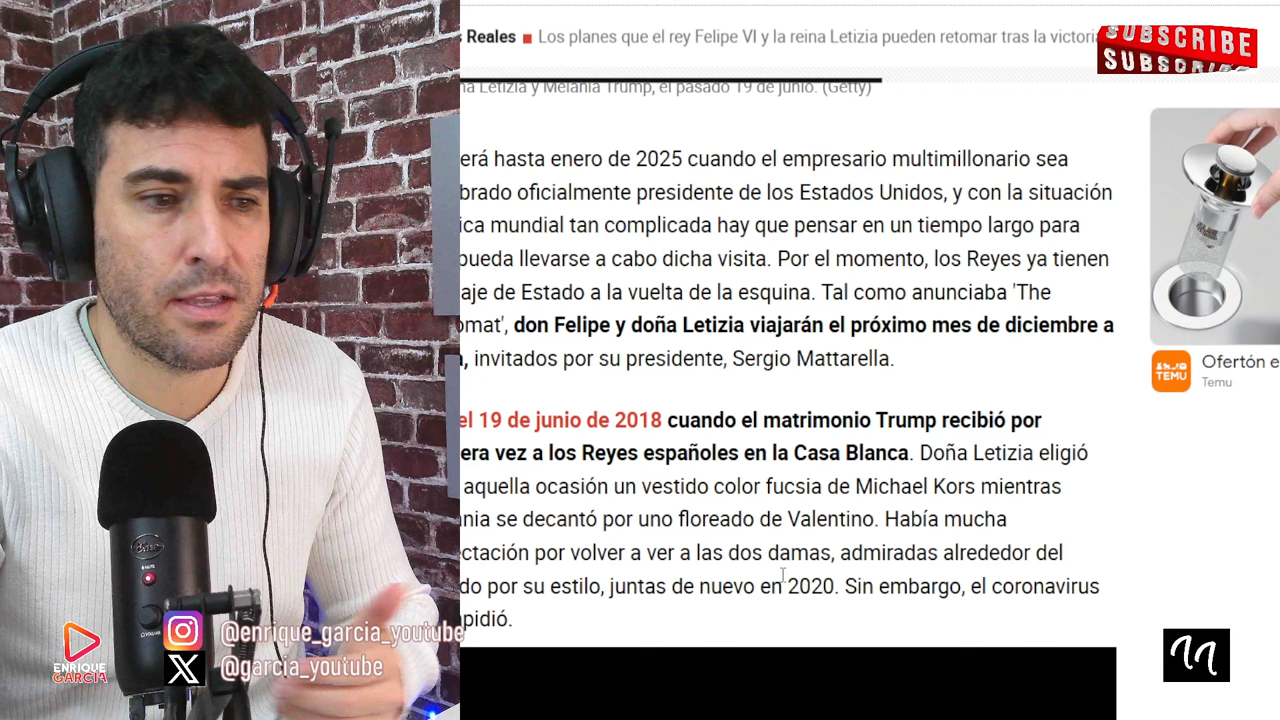 Reales ■ Los planes que el rey Felipe VI y la reina Letizia pueden retomar tras la victoria
SUBSCRIBE
SUBSCRIBE
Letizia y Melania Trump, el pasado 19 de junio. (Getty)
erá hasta enero de 2025 cuando el empresario multimillonario sea
brado oficialmente presidente de los Estados Unidos, y con la situación
ica mundial tan complicada hay que pensar en un tiempo largo para
pueda llevarse a cabo dicha visita. Por el momento, los Reyes ya tienen
aje de Estado a la vuelta de la esquina. Tal como anunciaba 'The
omat', don Felipe y doña Letizia viajarán el próximo mes de diciembre a
, invitados por su presidente, Sergio Mattarella.
el 19 de junio de 2018 cuando el matrimonio Trump recibió por
era vez a los Reyes españoles en la Casa Blanca. Doña Letizia eligió
aquella ocasión un vestido color fucsia de Michael Kors mientras
nia se decantó por uno floreado de Valentino. Había mucha
ctación por volver a ver a las dos damas, admiradas alrededor del
do por su estilo, juntas de nuevo en 2020. Sin embargo, el coronavirus
pidió.
TEMU
Ofertón e
Temu
blue
MUTE
VOLUME
ENRIQUE
GARCIA
@enrique_garcia_youtube
@garcia_youtube